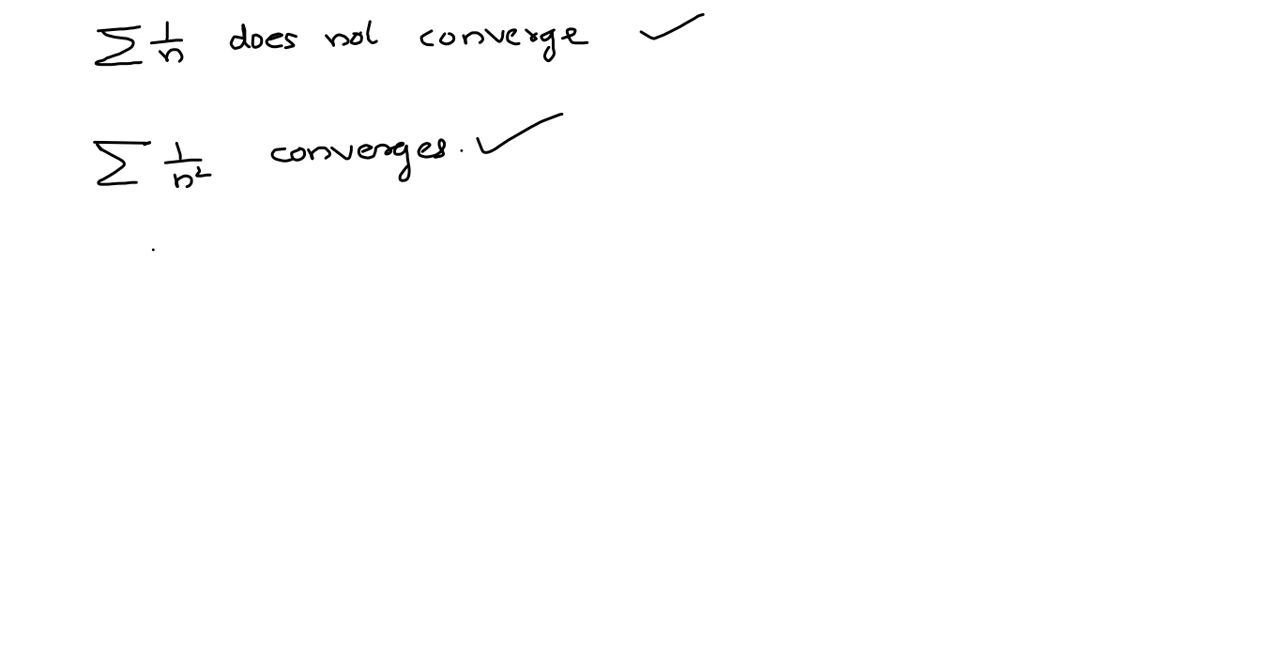 ∑ 1/n does not converge ✓
∑ 1/n² converges. ✓